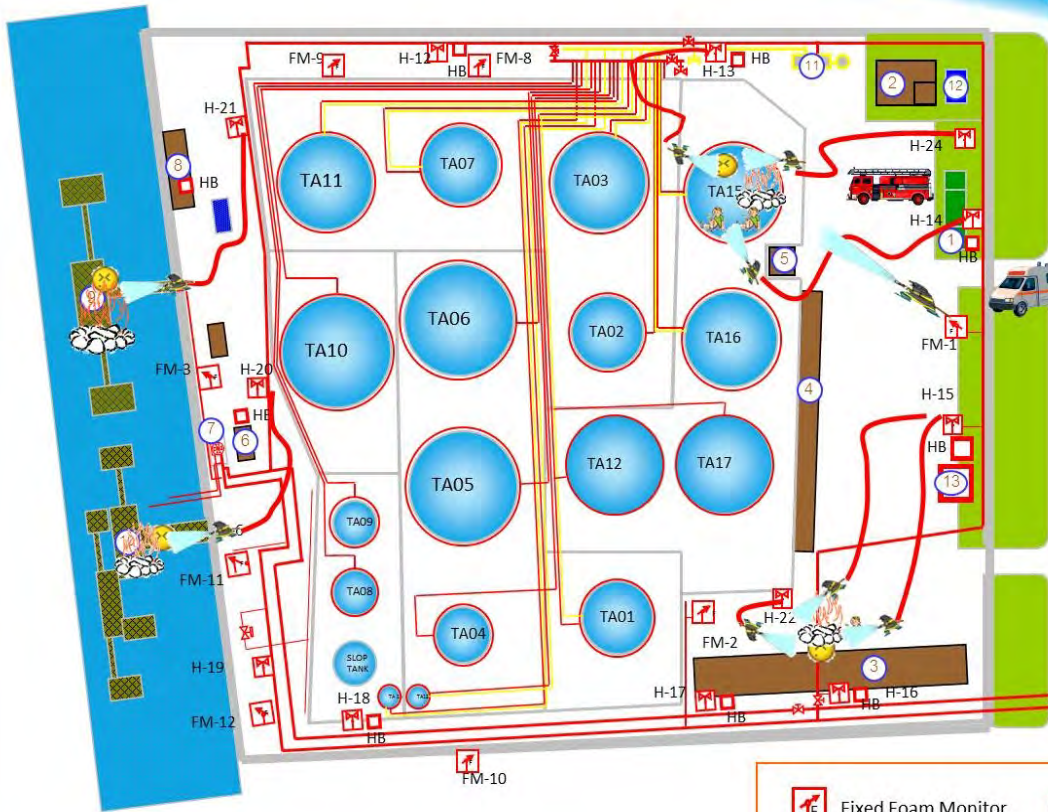 FM-9
H-12
HB
FM-8
H-13
HB
11
2
12
H-21
8
HB
TA11
TA07
TA03
TA15
H-24
H-14
1
HB
5
9
TA06
TA02
TA16
TA10
FM-1
FM-3
H-20
HB
4
H-15
HB
7
6
TA05
TA12
TA17
13
TA09
FM-11
TA08
TA01
H-22
FM-2
TA04
SLOP
TANK
H-19
3
H-17
HB
H-16
HB
H-18
HB
FM-12
FM-10
F
Fixed Foam Monitor